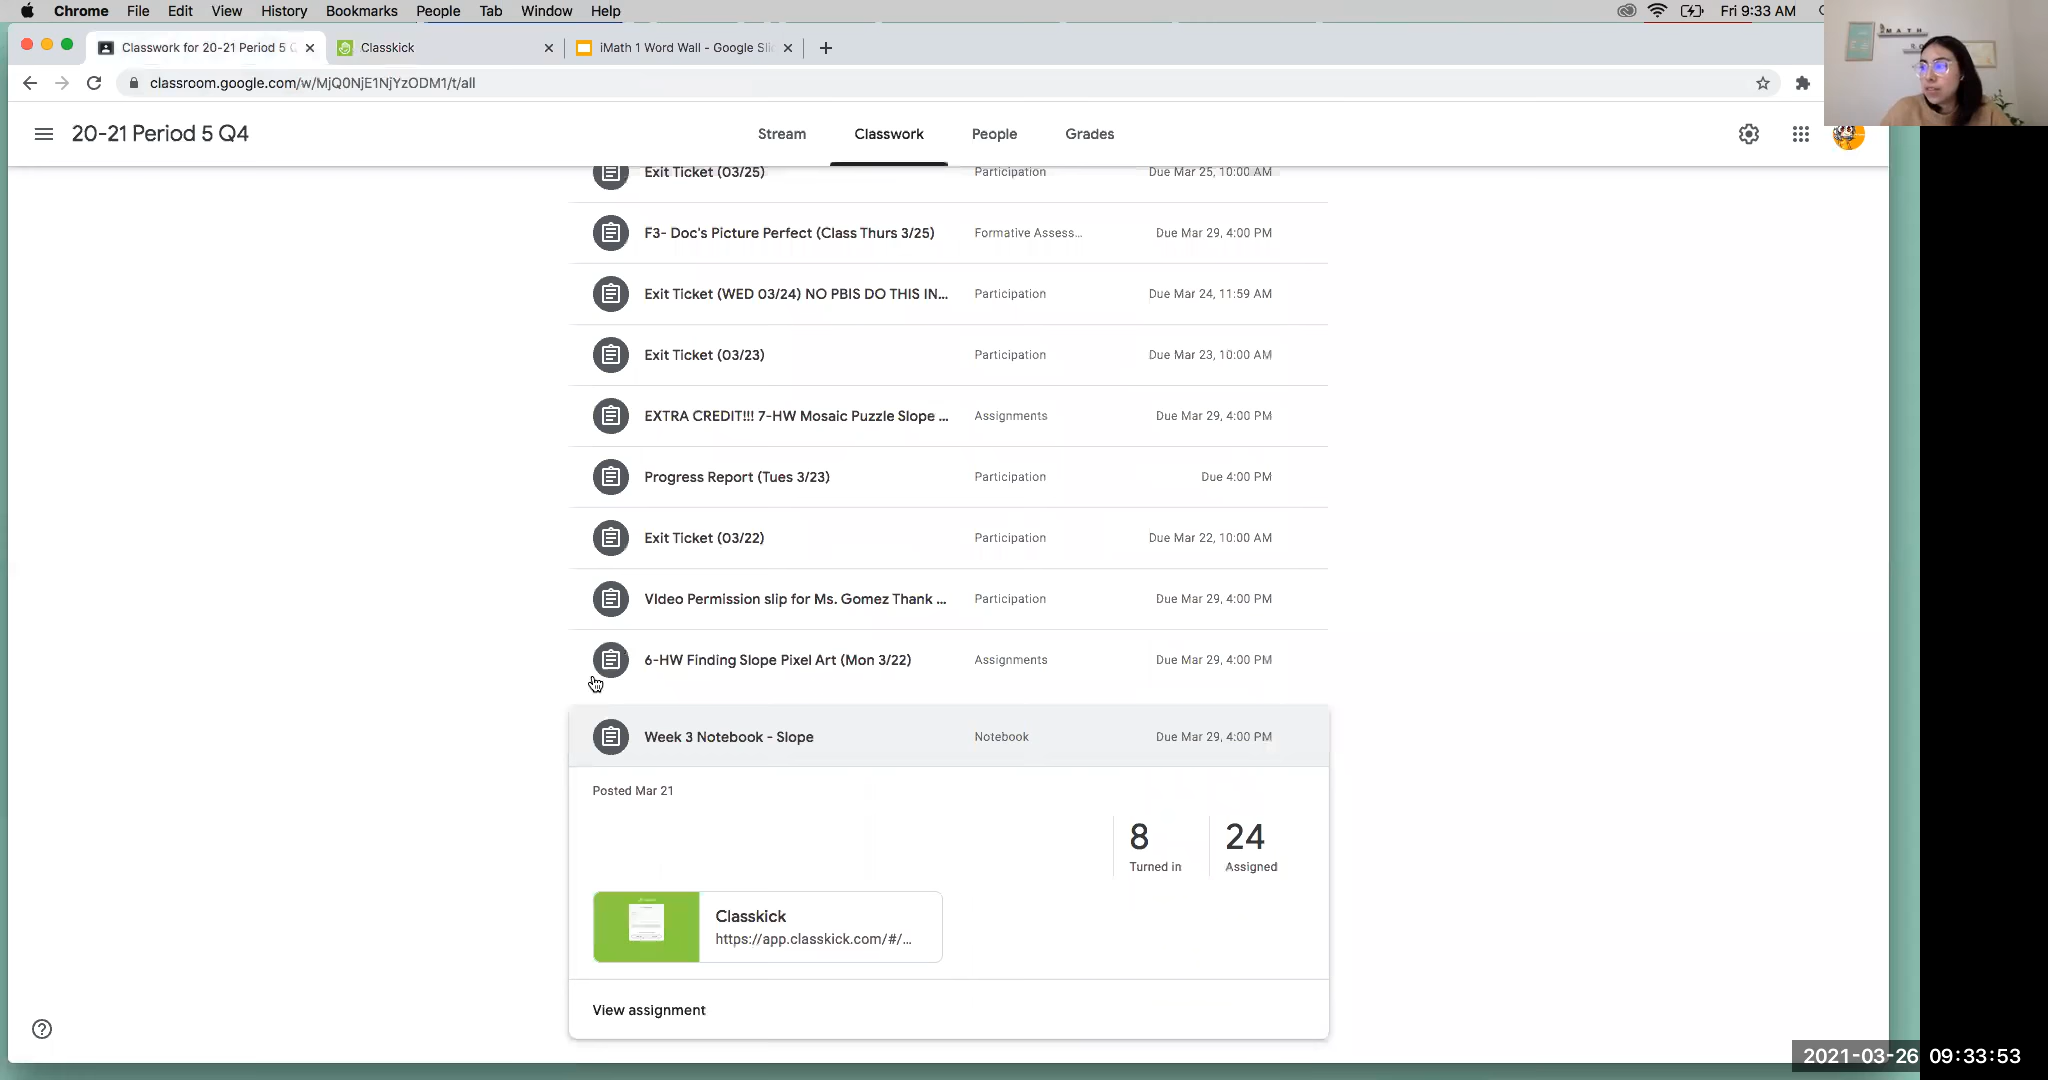 Chrome File Edit View History Bookmarks People Tab Window Help Fri 9:33 AM
Classwork for 20-21 Period 5 Classkick iMath 1 Word Wall - Google Sli
classroom.google.com/w/MjQ0NjE1NjYzODM1/t/all
20-21 Period 5 Q4 Stream Classwork People Grades
Exit Ticket (03/25) Participation Due Mar 25, 10:00 AM
F3- Doc's Picture Perfect (Class Thurs 3/25) Formative Assess... Due Mar 29, 4:00 PM
Exit Ticket (WED 03/24) NO PBIS DO THIS IN... Participation Due Mar 24, 11:59 AM
Exit Ticket (03/23) Participation Due Mar 23, 10:00 AM
EXTRA CREDIT!!! 7-HW Mosaic Puzzle Slope ... Assignments Due Mar 29, 4:00 PM
Progress Report (Tues 3/23) Participation Due 4:00 PM
Exit Ticket (03/22) Participation Due Mar 22, 10:00 AM
VIdeo Permission slip for Ms. Gomez Thank ... Participation Due Mar 29, 4:00 PM
6-HW Finding Slope Pixel Art (Mon 3/22) Assignments Due Mar 29, 4:00 PM
Week 3 Notebook - Slope Notebook Due Mar 29, 4:00 PM
Posted Mar 21
8 24
Turned in Assigned
Classkick
https://app.classkick.com/#/...
View assignment
2021-03-26 09:33:53